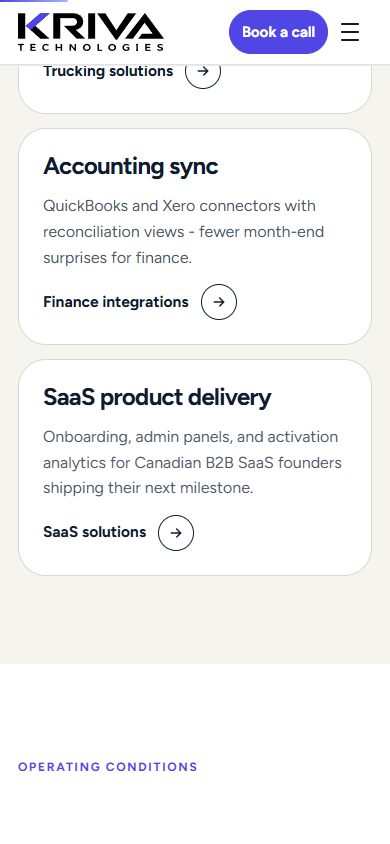 KRIVA
TECHNOLOGIES
Book a call
Trucking solutions
Accounting sync
QuickBooks and Xero connectors with
reconciliation views - fewer month-end
surprises for finance.
Finance integrations
SaaS product delivery
Onboarding, admin panels, and activation
analytics for Canadian B2B SaaS founders
shipping their next milestone.
SaaS solutions
OPERATING CONDITIONS